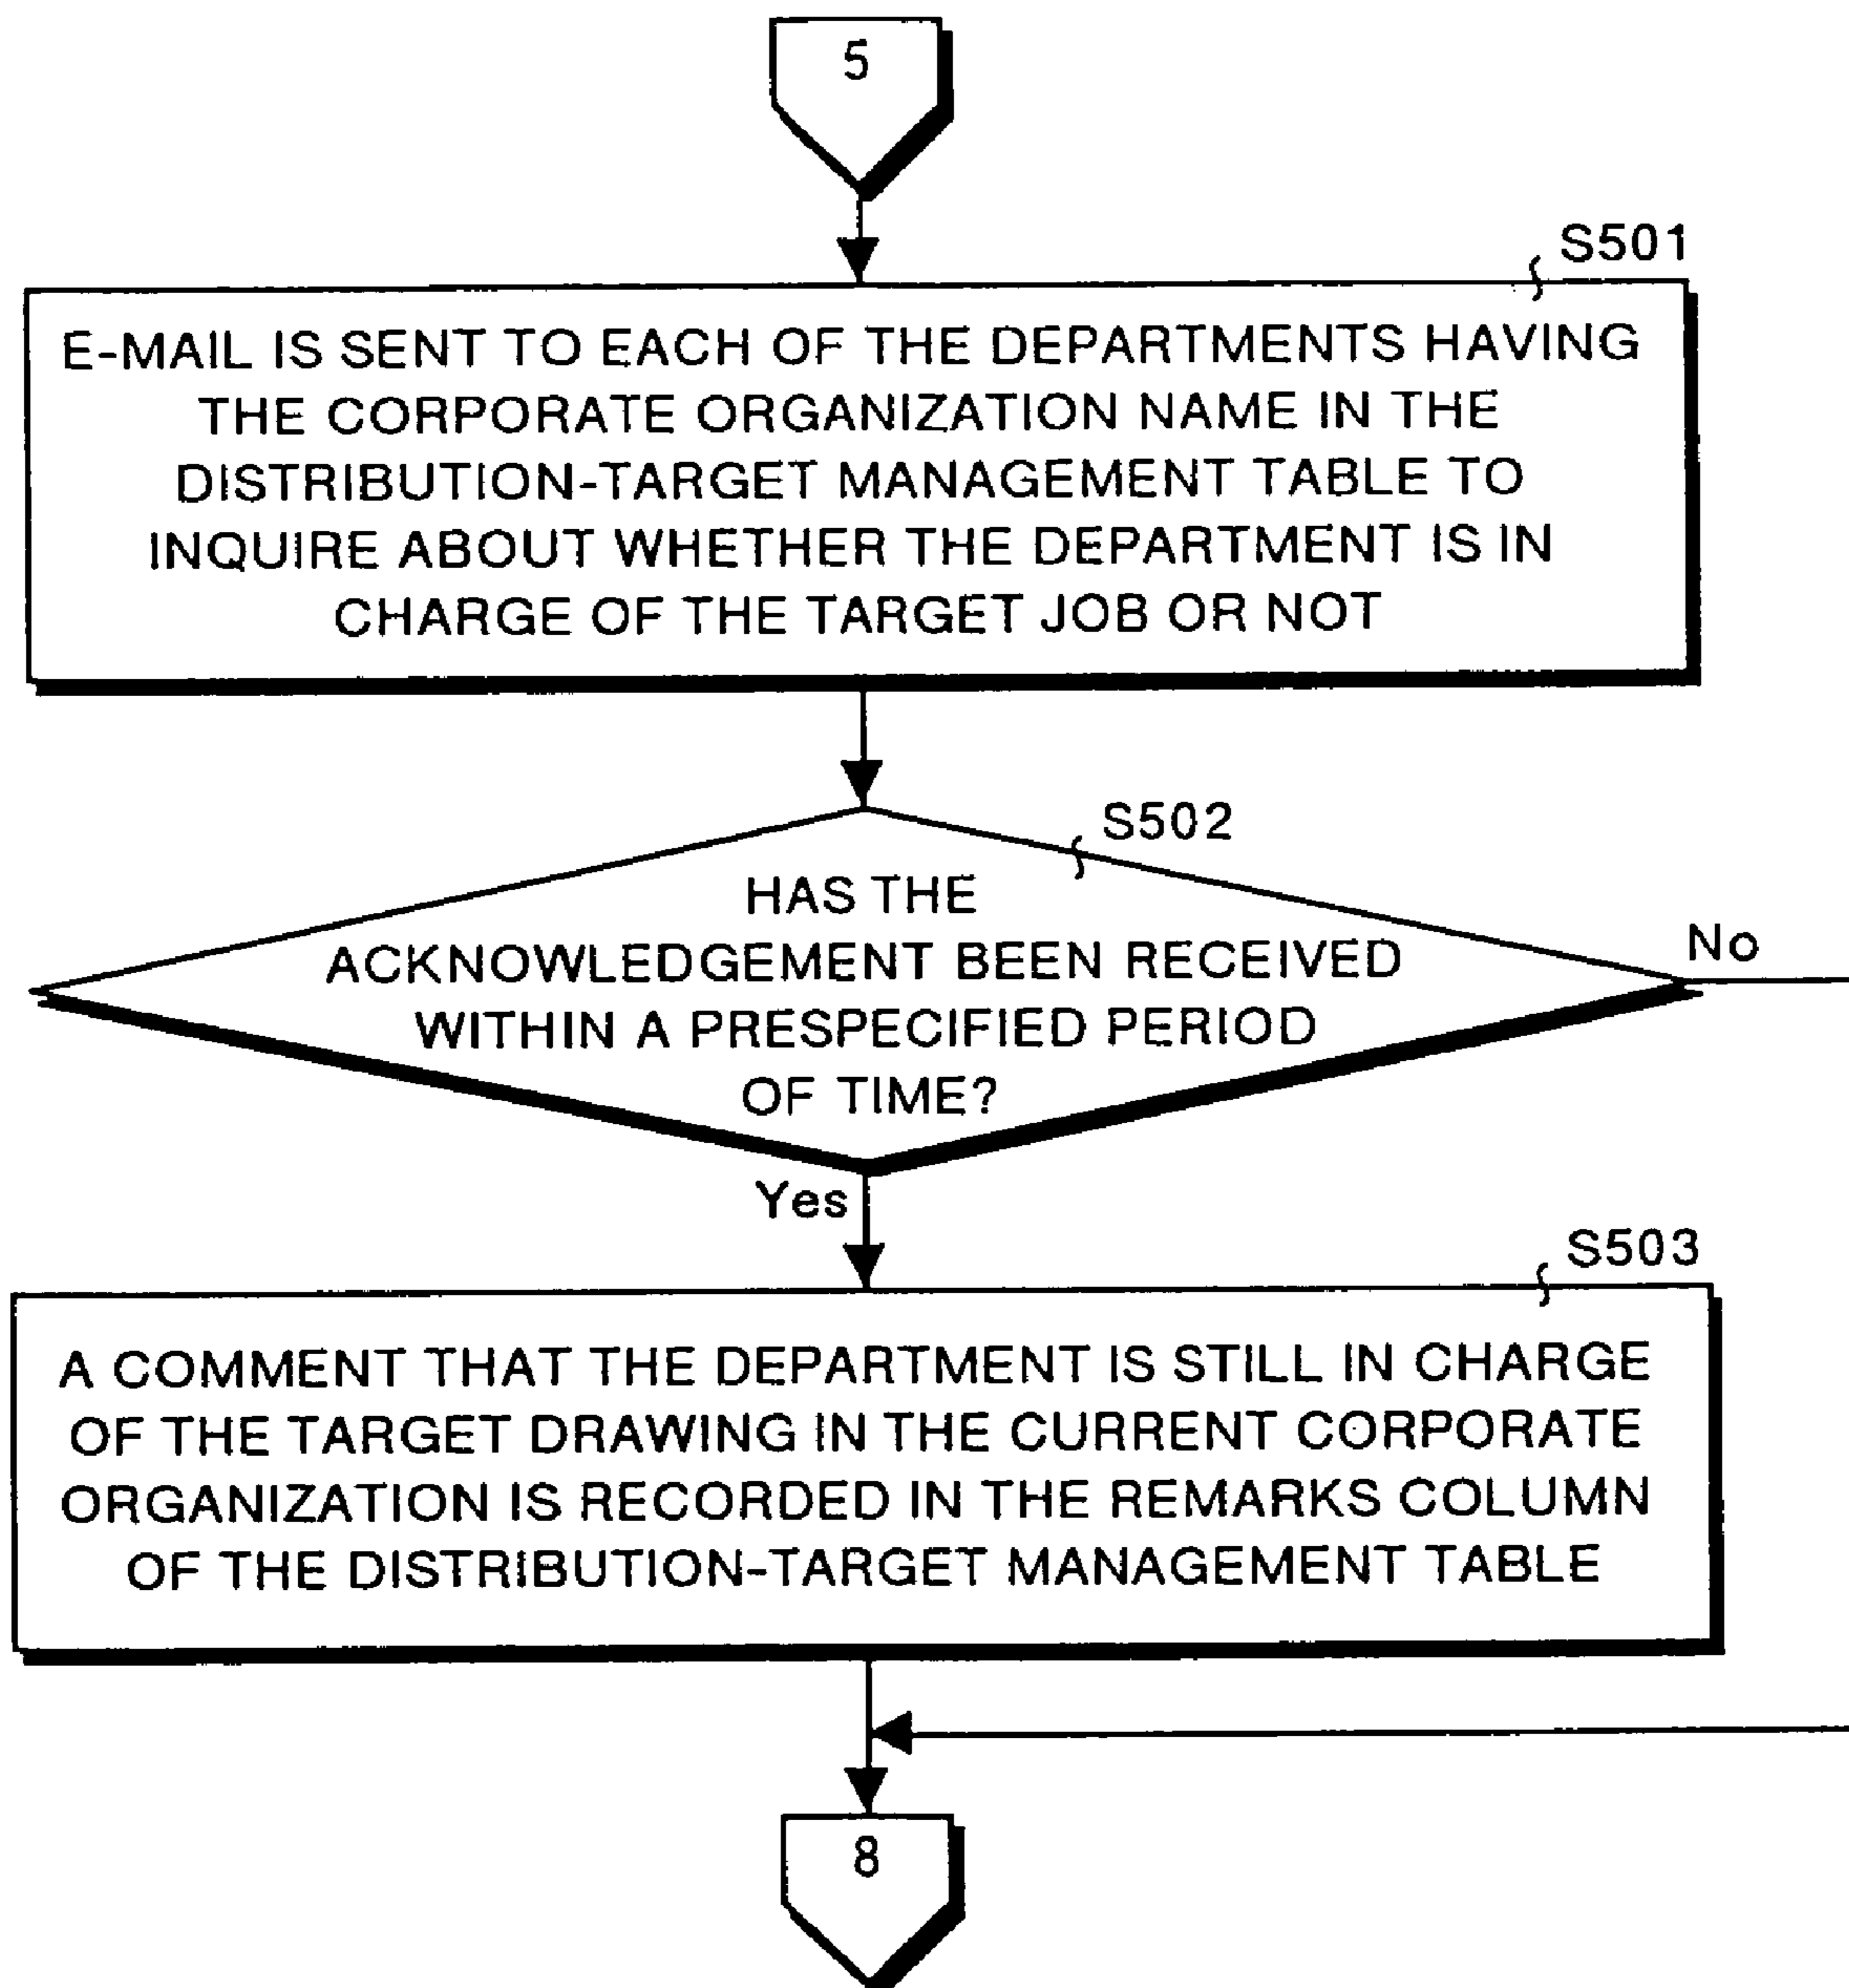 5
S501
E-MAIL IS SENT TO EACH OF THE DEPARTMENTS HAVING
THE CORPORATE ORGANIZATION NAME IN THE
DISTRIBUTION-TARGET MANAGEMENT TABLE TO
INQUIRE ABOUT WHETHER THE DEPARTMENT IS IN
CHARGE OF THE TARGET JOB OR NOT
S502
HAS THE
ACKNOWLEDGEMENT BEEN RECEIVED
WITHIN A PRESPECIFIED PERIOD
OF TIME?
No
Yes
S503
A COMMENT THAT THE DEPARTMENT IS STILL IN CHARGE
OF THE TARGET DRAWING IN THE CURRENT CORPORATE
ORGANIZATION IS RECORDED IN THE REMARKS COLUMN
OF THE DISTRIBUTION-TARGET MANAGEMENT TABLE
8